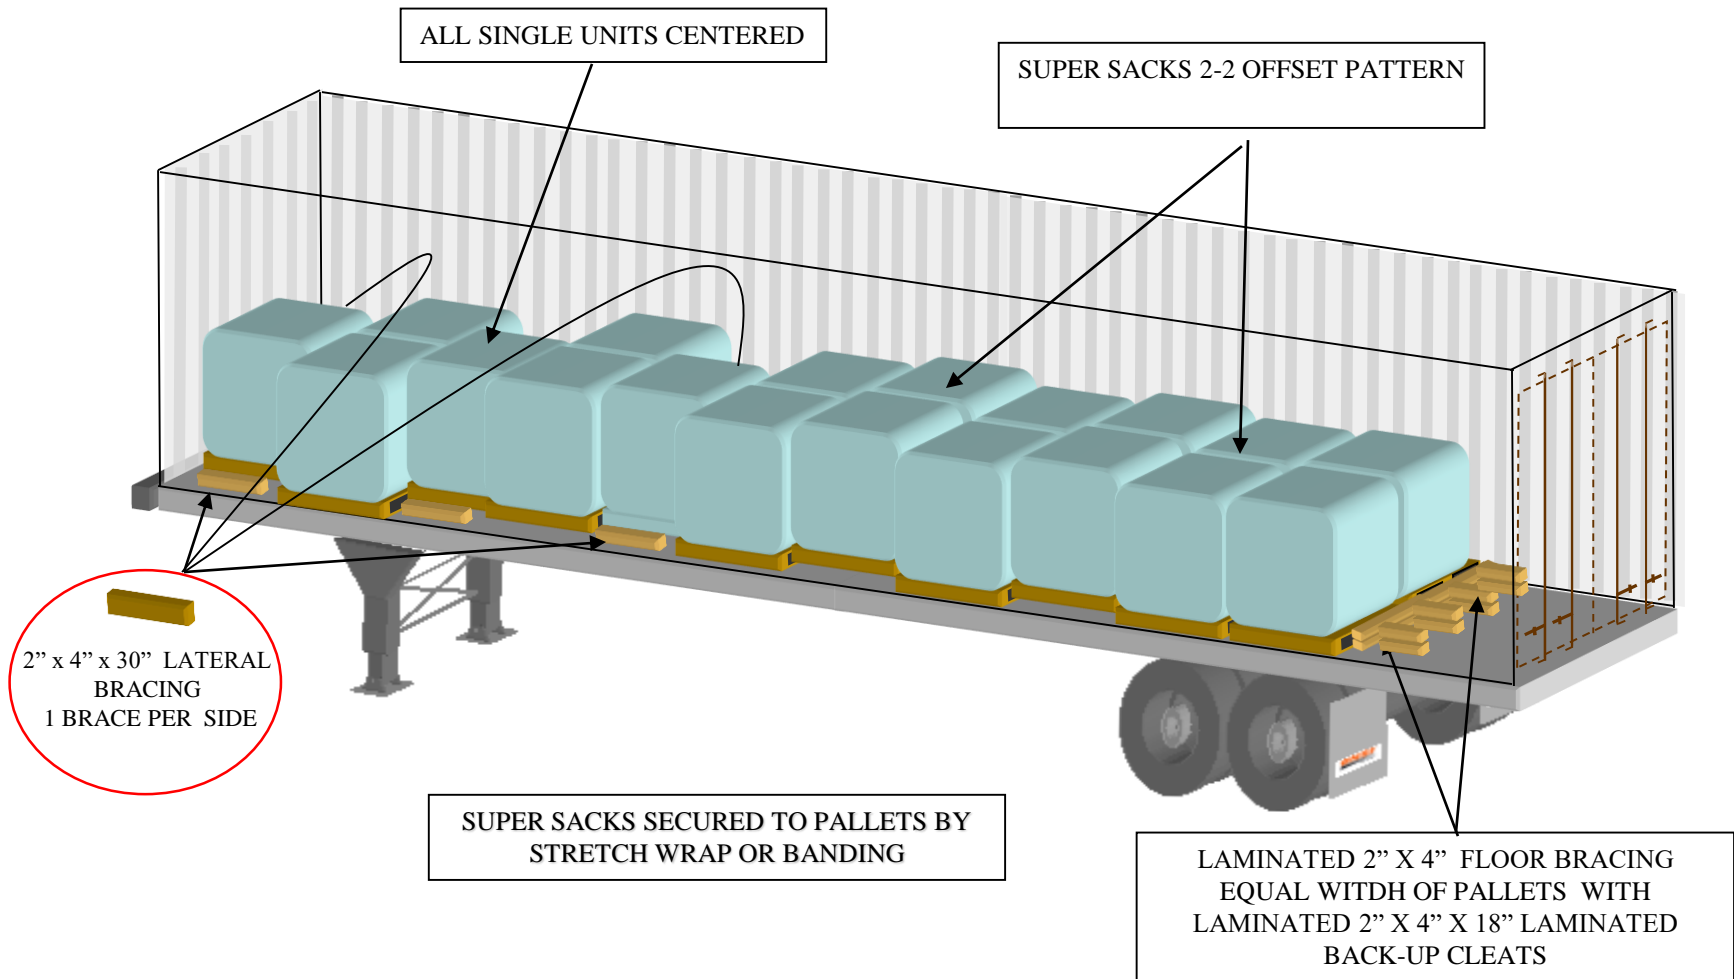 ALL SINGLE UNITS CENTERED
SUPER SACKS 2-2 OFFSET PATTERN
2” x 4” x 30”  LATERAL
BRACING
1 BRACE PER  SIDE
SUPER SACKS SECURED TO PALLETS BY
STRETCH WRAP OR BANDING
LAMINATED 2” X 4”  FLOOR BRACING
EQUAL WITDH OF PALLETS  WITH
LAMINATED 2” X 4” X 18” LAMINATED
BACK-UP CLEATS